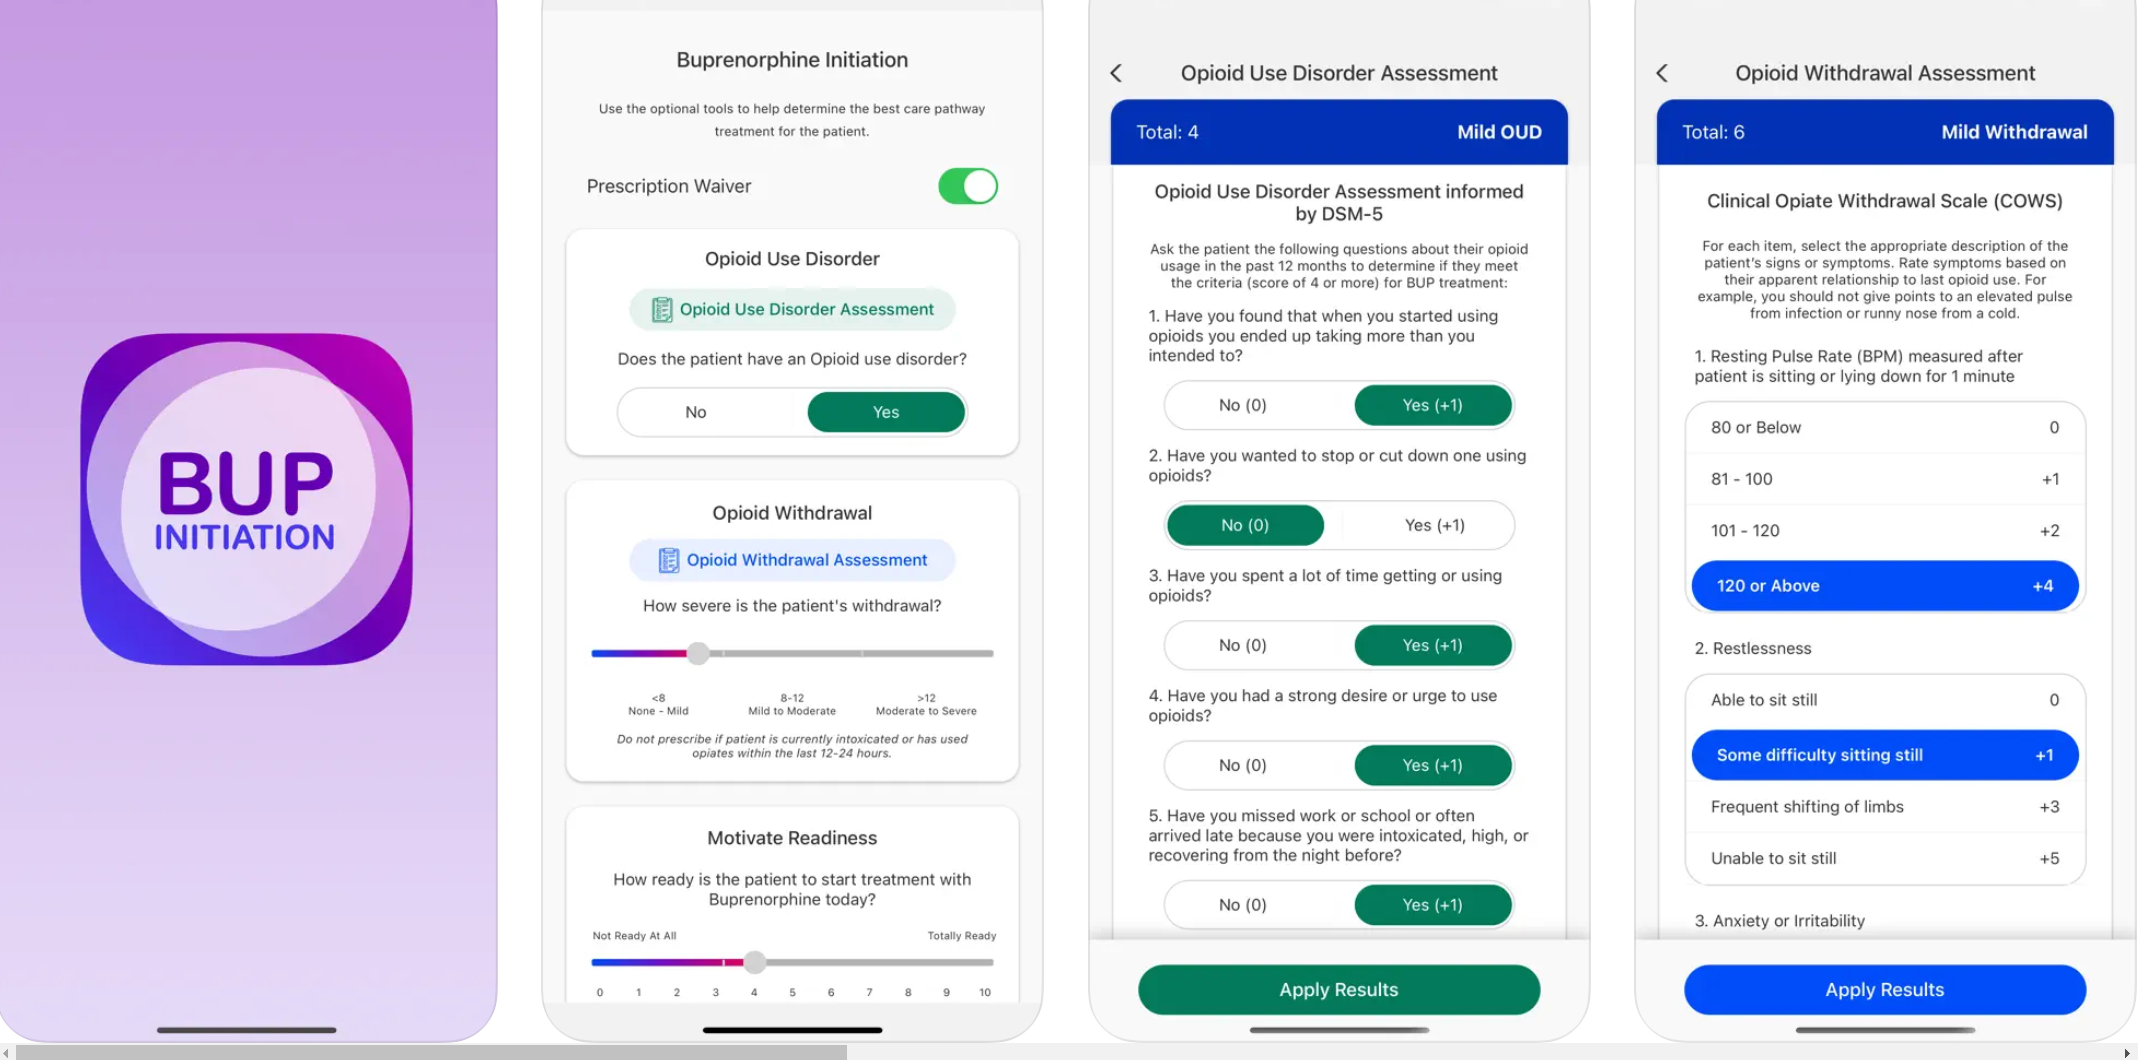 BUP
INITIATION
Buprenorphine Initiation
Use the optional tools to help determine the best care pathway
treatment for the patient.
Prescription Waiver
Opioid Use Disorder
Opioid Use Disorder Assessment
Does the patient have an Opioid use disorder?
No
Yes
Opioid Withdrawal
Opioid Withdrawal Assessment
How severe is the patient's withdrawal?
<8
None - Mild
8-12
Mild to Moderate
>12
Moderate to Severe
Do not prescribe if patient is currently intoxicated or has used
opiates within the last 12-24 hours.
Motivate Readiness
How ready is the patient to start treatment with
Buprenorphine today?
Not Ready At All
Totally Ready
0 1 2 3 4 5 6 7 8 9 10
Opioid Use Disorder Assessment
Total: 4
Mild OUD
Opioid Use Disorder Assessment informed
by DSM-5
Ask the patient the following questions about their opioid
usage in the past 12 months to determine if they meet
the criteria (score of 4 or more) for BUP treatment:
1. Have you found that when you started using
opioids you ended up taking more than you
intended to?
No (0)
Yes (+1)
2. Have you wanted to stop or cut down one using
opioids?
No (0)
Yes (+1)
3. Have you spent a lot of time getting or using
opioids?
No (0)
Yes (+1)
4. Have you had a strong desire or urge to use
opioids?
No (0)
Yes (+1)
5. Have you missed work or school or often
arrived late because you were intoxicated, high, or
recovering from the night before?
No (0)
Yes (+1)
Apply Results
Opioid Withdrawal Assessment
Total: 6
Mild Withdrawal
Clinical Opiate Withdrawal Scale (COWS)
For each item, select the appropriate description of the
patient's signs or symptoms. Rate symptoms based on
their apparent relationship to last opioid use. For
example, you should not give points to an elevated pulse
from infection or runny nose from a cold.
1. Resting Pulse Rate (BPM) measured after
patient is sitting or lying down for 1 minute
80 or Below 0
81 - 100 +1
101 - 120 +2
120 or Above +4
2. Restlessness
Able to sit still 0
Some difficulty sitting still +1
Frequent shifting of limbs +3
Unable to sit still +5
3. Anxiety or Irritability
Apply Results